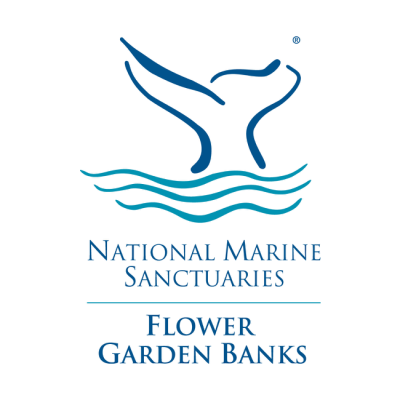 ®
NATIONAL MARINE
SANCTUARIES
FLOWER
GARDEN BANKS